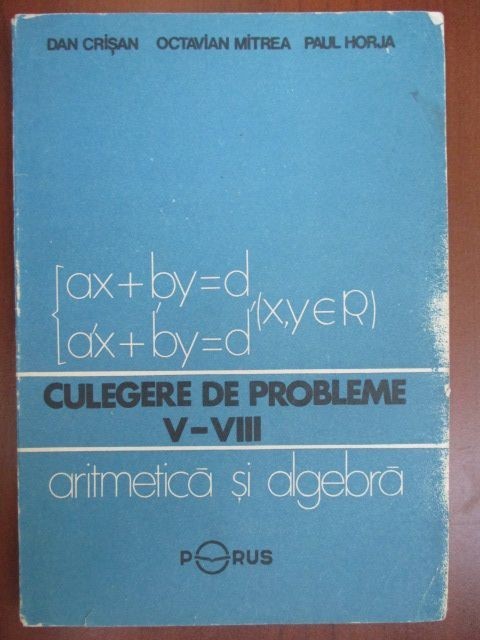 DAN CRIŞAN OCTAVIAN MITREA PAUL HORJA
{ax+by=d
a'x+b'y=d' (x,y∈R)
CULEGERE DE PROBLEME
V-VIII
aritmetică şi algebră
PORUS